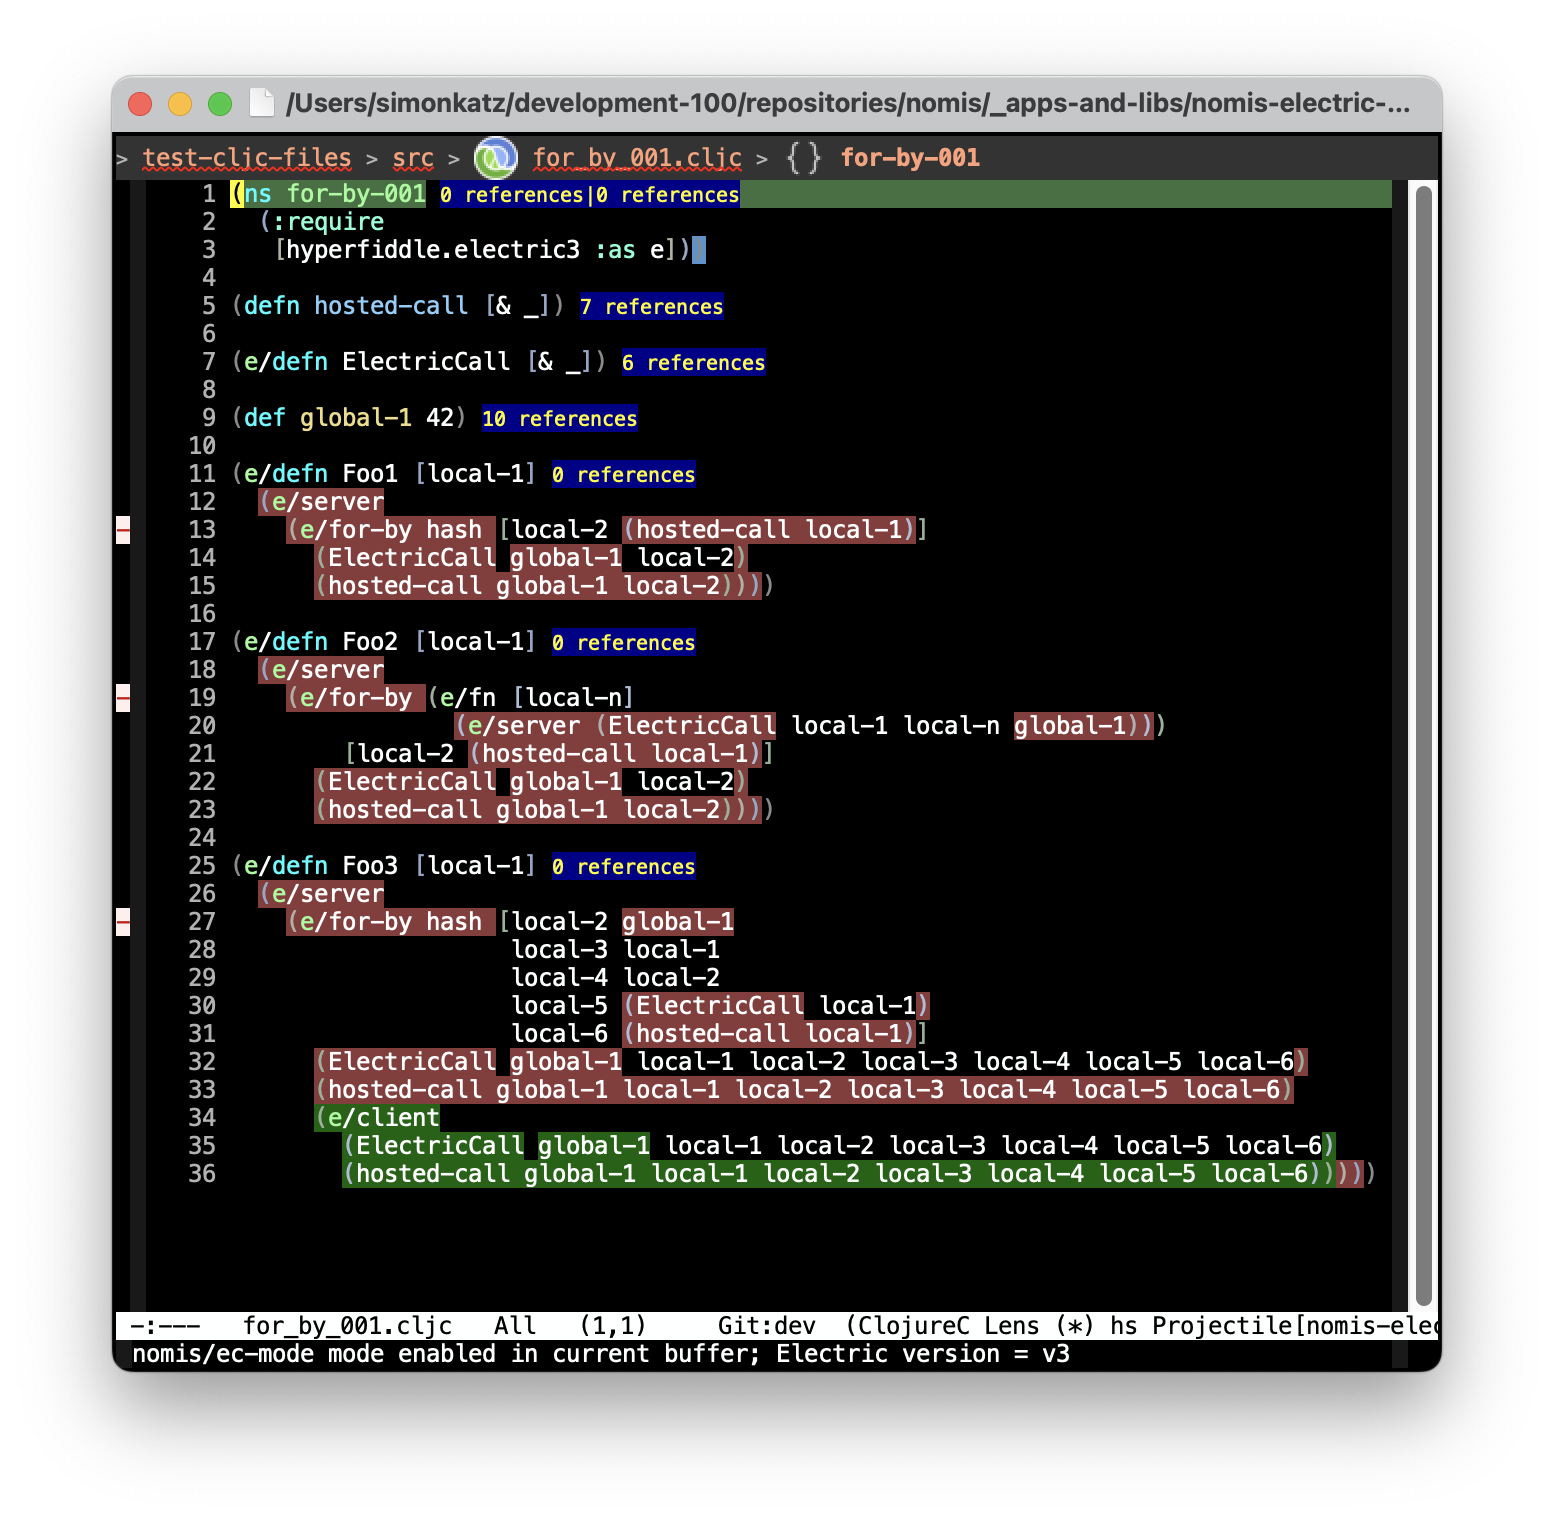 /Users/simonkatz/development-100/repositories/nomis/_apps-and-libs/nomis-electric-...
> test-cljc-files > src > for_by_001.cljc > {} for-by-001
1 (ns for-by-001 0 references|0 references
2   (:require
3    [hyperfiddle.electric3 :as e]))
4
5 (defn hosted-call [& _]) 7 references
6
7 (e/defn ElectricCall [& _]) 6 references
8
9 (def global-1 42) 10 references
10
11 (e/defn Foo1 [local-1] 0 references
12   (e/server
13     (e/for-by hash [local-2 (hosted-call local-1)]
14       (ElectricCall global-1 local-2)
15       (hosted-call global-1 local-2))))
16
17 (e/defn Foo2 [local-1] 0 references
18   (e/server
19     (e/for-by (e/fn [local-n]
20                 (e/server (ElectricCall local-1 local-n global-1)))
21         [local-2 (hosted-call local-1)]
22       (ElectricCall global-1 local-2)
23       (hosted-call global-1 local-2))))
24
25 (e/defn Foo3 [local-1] 0 references
26   (e/server
27     (e/for-by hash [local-2 global-1
28                     local-3 local-1
29                     local-4 local-2
30                     local-5 (ElectricCall local-1)
31                     local-6 (hosted-call local-1)]
32       (ElectricCall global-1 local-1 local-2 local-3 local-4 local-5 local-6)
33       (hosted-call global-1 local-1 local-2 local-3 local-4 local-5 local-6)
34       (e/client
35         (ElectricCall global-1 local-1 local-2 local-3 local-4 local-5 local-6)
36         (hosted-call global-1 local-1 local-2 local-3 local-4 local-5 local-6)))))
-:---   for_by_001.cljc   All   (1,1)     Git:dev  (ClojureC Lens (*) hs Projectile[nomis-elec
nomis/ec-mode mode enabled in current buffer; Electric version = v3